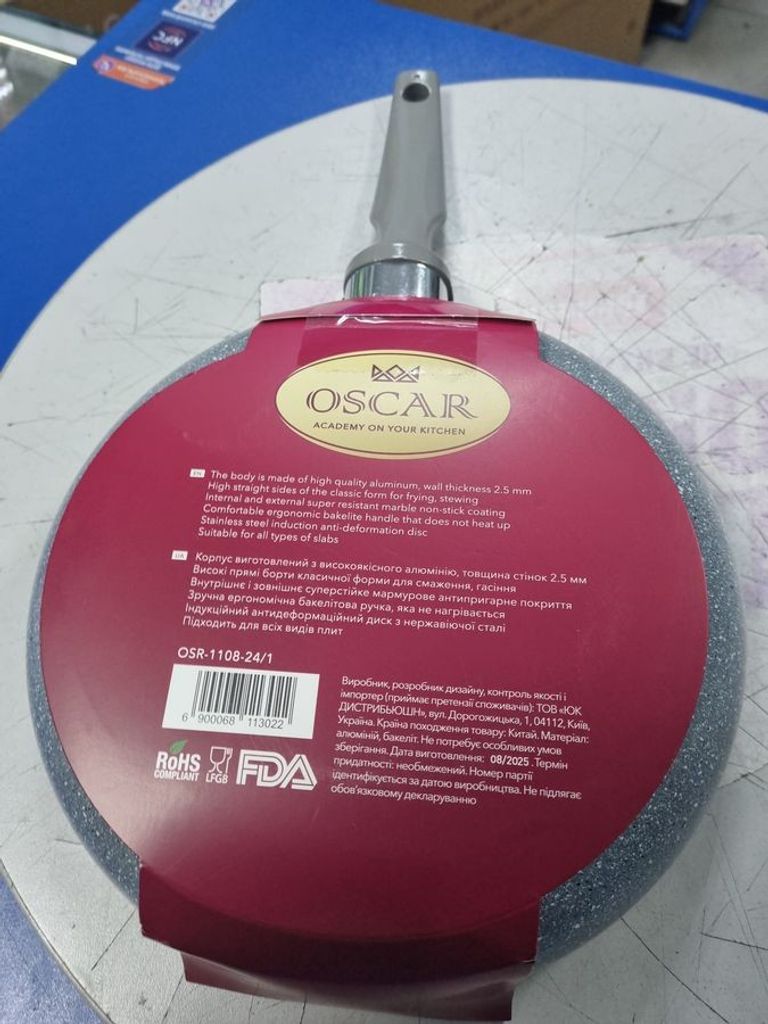 NFC
OSCAR
ACADEMY ON YOUR KITCHEN
EN The body is made of high quality aluminum, wall thickness 2.5 mm
High straight sides of the classic form for frying, stewing
Internal and external super resistant marble non-stick coating
Comfortable ergonomic bakelite handle that does not heat up
Stainless steel induction anti-deformation disc
Suitable for all types of slabs
UA Корпус виготовлений з високоякісного алюмінію, товщина стінок 2.5 мм
Високі прямі борти класичної форми для смаження, гасіння
Внутрішнє і зовнішнє суперстійке мармурове антипригарне покриття
Зручна ергономічна бакелітова ручка, яка не нагрівається
Індукційний антидеформаційний диск з нержавіючої сталі
Підходить для всіх видів плит
OSR-1108-24/1
6 900068 113022
RoHS
COMPLIANT
LFGB
FDA
Виробник, розробник дизайну, контроль якості і
імпортер (приймає претензії споживачів): ТОВ «ЮК
ДИСТРИБЬЮШН», вул. Дорогожицька, 1, 04112, Київ,
Україна. Країна походження товару: Китай. Матеріал:
алюміній, бакеліт. Не потребує особливих умов
зберігання. Дата виготовлення: 08/2025 .Термін
придатності: необмежений. Номер партії
ідентифікується за датою виробництва. Не підлягає
обов'язковому декларуванню